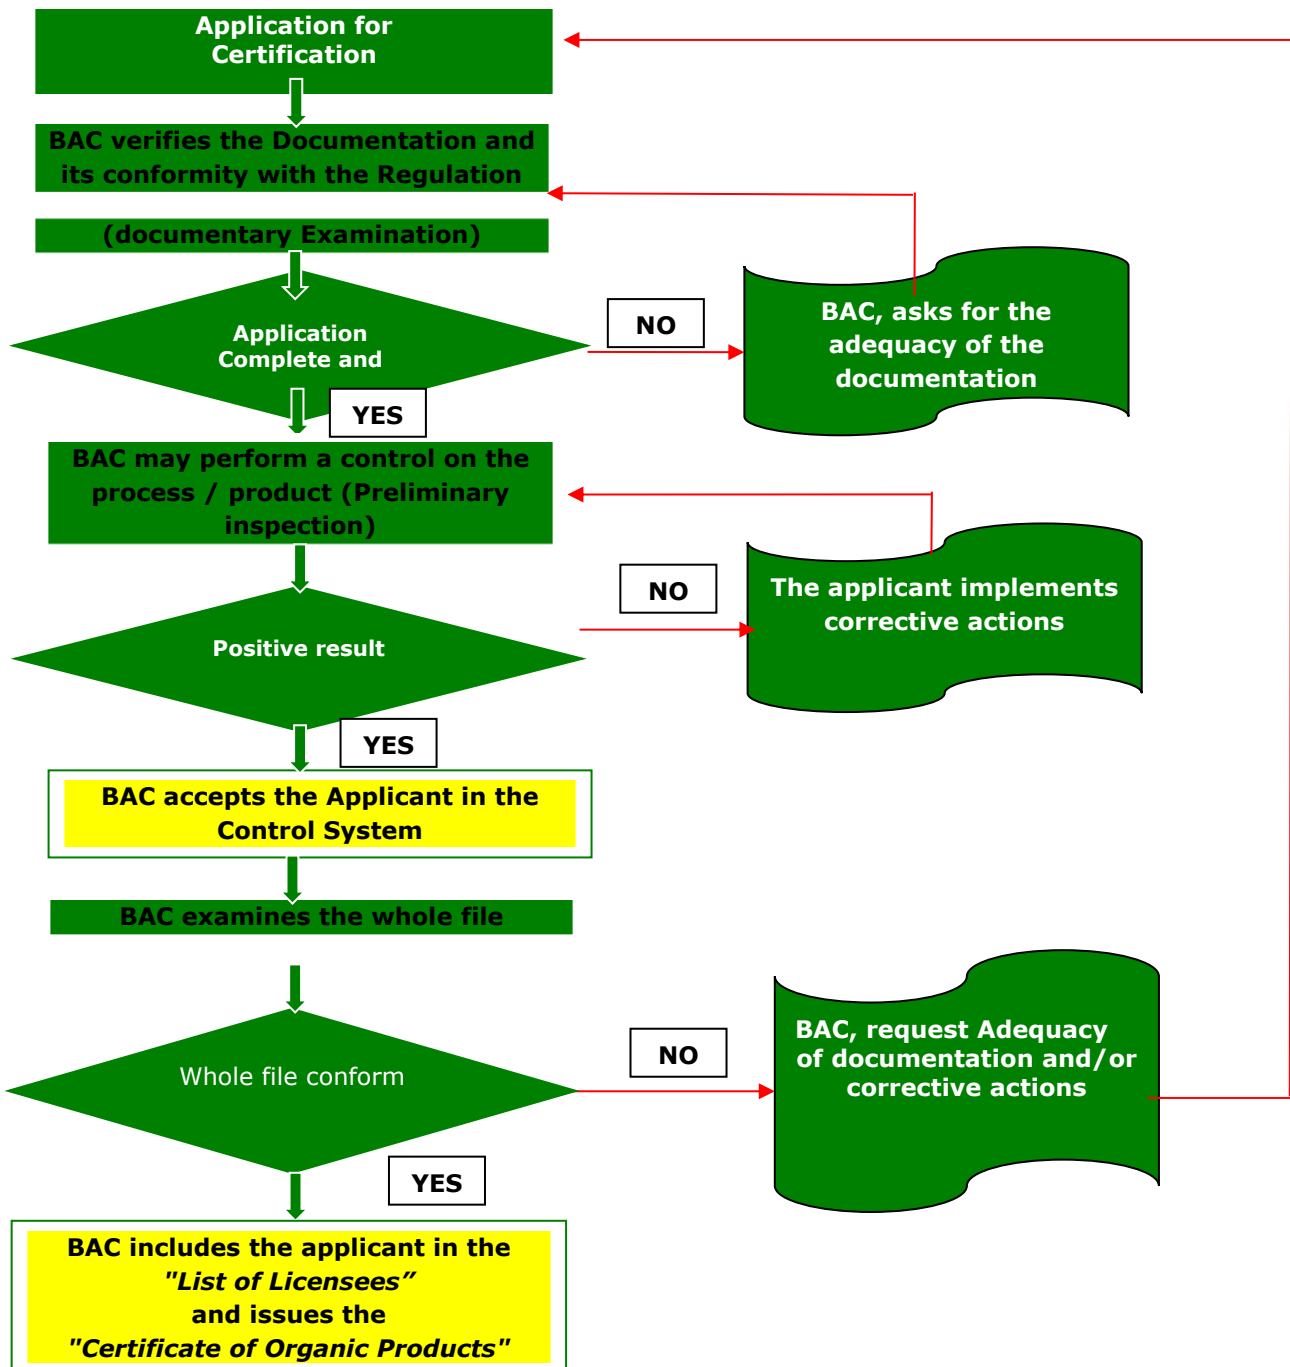 Application for
Certification
BAC verifies the Documentation and
its conformity with the Regulation
(documentary Examination)
Application
Complete and
NO
BAC, asks for the
adequacy of the
documentation
YES
BAC may perform a control on the
process / product (Preliminary
inspection)
Positive result
NO
The applicant implements
corrective actions
YES
BAC accepts the Applicant in the
Control System
BAC examines the whole file
Whole file conform
NO
BAC, request Adequacy
of documentation and/or
corrective actions
YES
BAC includes the applicant in the
"List of Licensees”
and issues the
"Certificate of Organic Products"